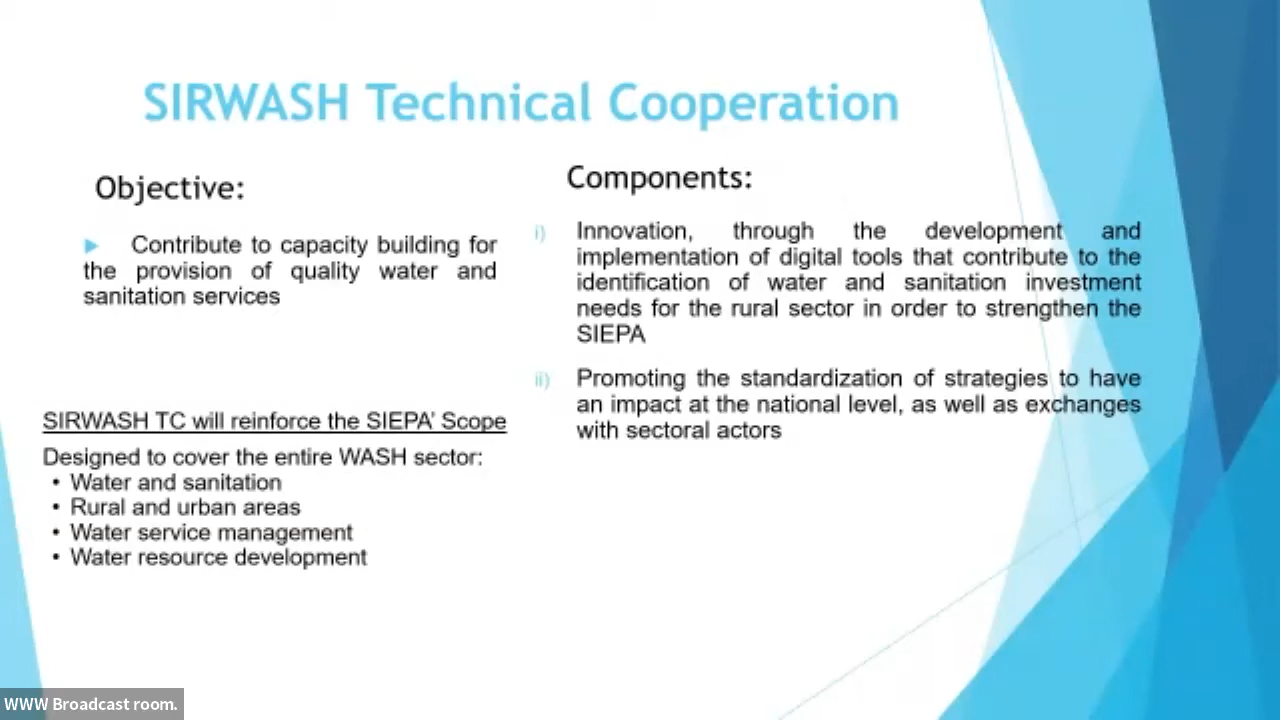 SIRWASH Technical Cooperation
Objective:
▶ Contribute to capacity building for
the provision of quality water and
sanitation services
SIRWASH TC will reinforce the SIEPA' Scope
Designed to cover the entire WASH sector:
• Water and sanitation
• Rural and urban areas
• Water service management
• Water resource development
Components:
i) Innovation, through the development and
implementation of digital tools that contribute to the
identification of water and sanitation investment
needs for the rural sector in order to strengthen the
SIEPA
ii) Promoting the standardization of strategies to have
an impact at the national level, as well as exchanges
with sectoral actors
WWW Broadcast room.